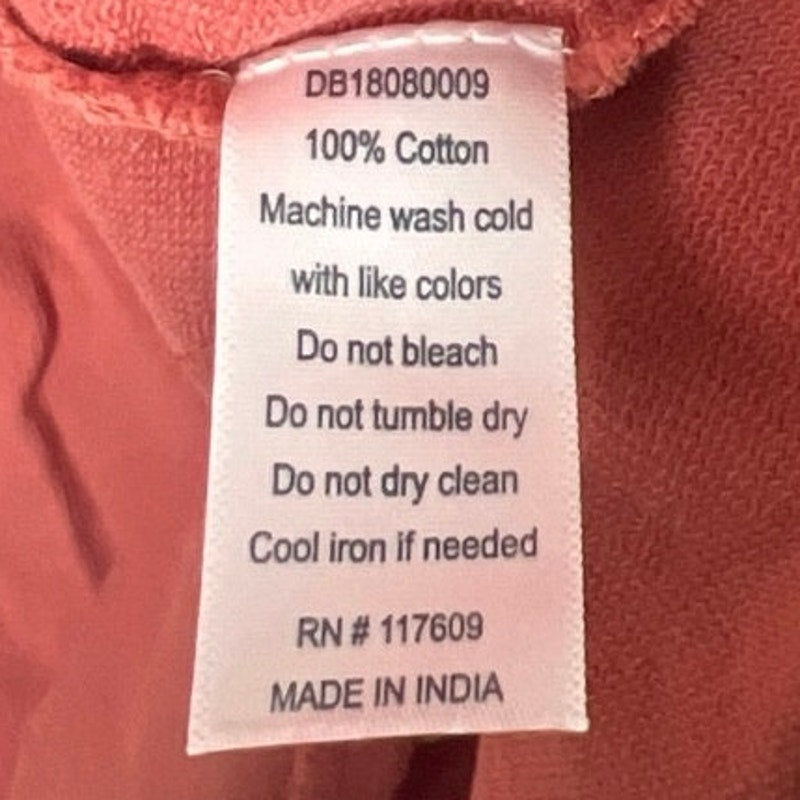 DB18080009
100% Cotton
Machine wash cold
with like colors
Do not bleach
Do not tumble dry
Do not dry clean
Cool iron if needed
RN # 117609
MADE IN INDIA